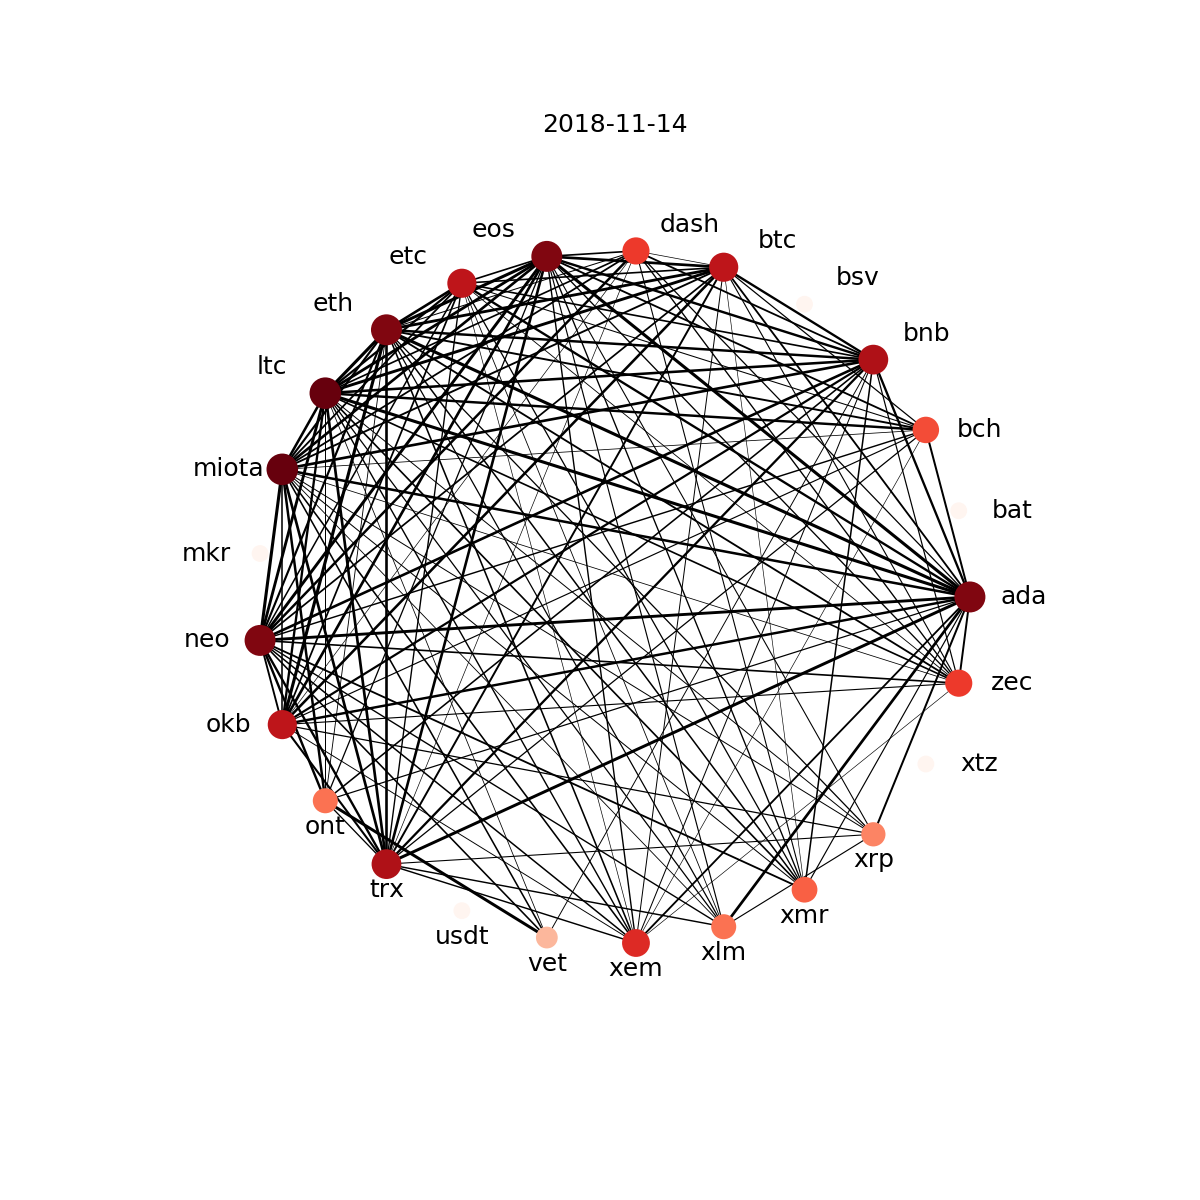 2018-11-14
dash
eos
btc
etc
bsv
eth
bnb
ltc
bch
miota
bat
mkr
ada
neo
zec
okb
xtz
ont
xrp
trx
xmr
usdt
xlm
vet
xem